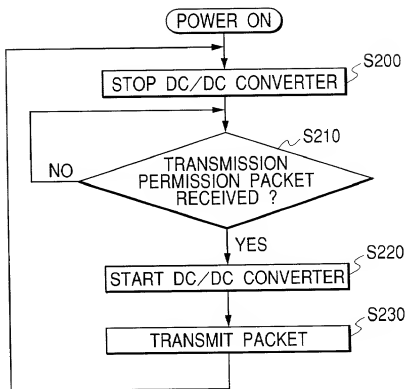 POWER ON
STOP DC/DC CONVERTER
S200
S210
TRANSMISSION
PERMISSION PACKET
RECEIVED ?
NO
YES
S220
START DC/DC CONVERTER
S230
TRANSMIT PACKET